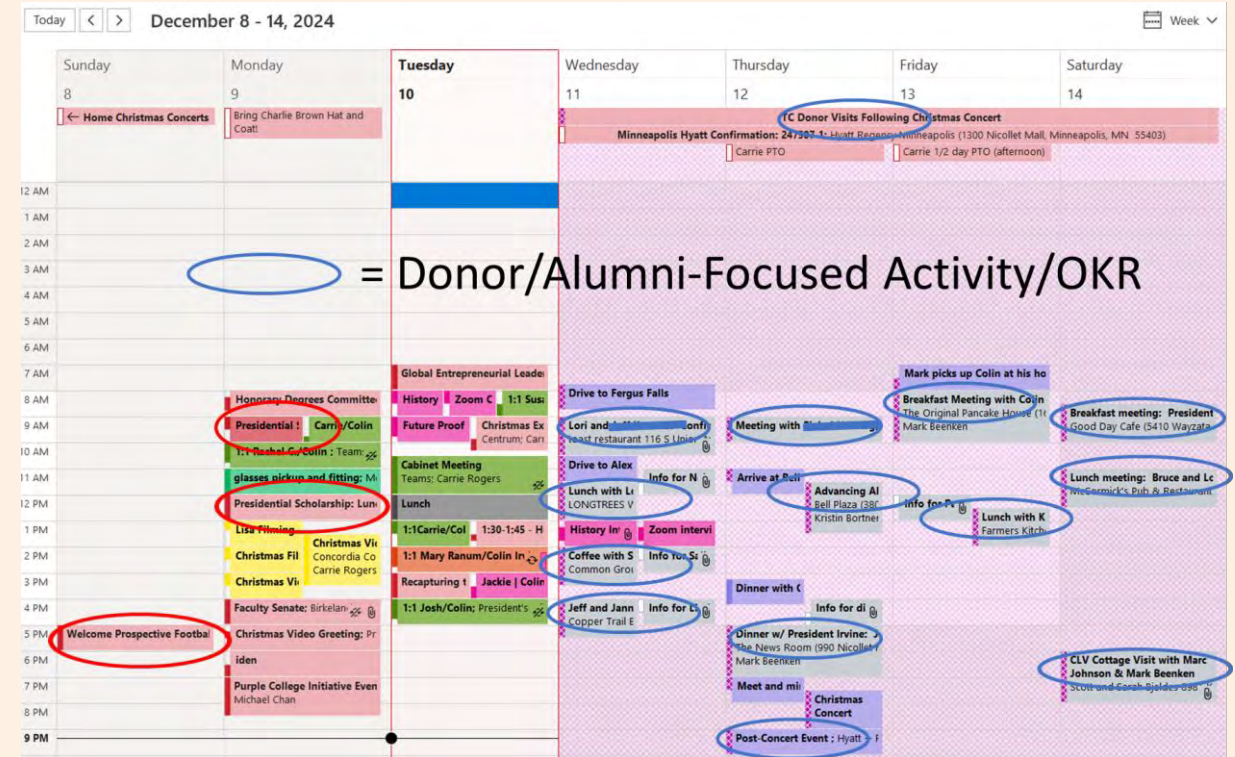 Today < > December 8 - 14, 2024 Week
Sunday Monday Tuesday Wednesday Thursday Friday Saturday
8 9 10 11 12 13 14
← Home Christmas Concerts
Bring Charlie Brown Hat and
Coat!
TC Donor Visits Following Christmas Concert
Minneapolis Hyatt Confirmation: Hyatt Regency Minneapolis (1300 Nicollet Mall, Minneapolis, MN 55403)
Carrie PTO
Carrie 1/2 day PTO (afternoon)
12 AM
1 AM
2 AM
3 AM
4 AM
5 AM
6 AM
7 AM
8 AM
9 AM
10 AM
11 AM
12 PM
1 PM
2 PM
3 PM
4 PM
5 PM
6 PM
7 PM
8 PM
9 PM
= Donor/Alumni-Focused Activity/OKR
Welcome Prospective Footbal
Honorary Degrees Committe
Presidential
Carrie/Colin
1:1 Rachel C./Colin : Team
glasses pickup and fitting: M
Presidential Scholarship: Lun
Lisa Filming
Christmas Vi
Concordia Co
Carrie Rogers
Christmas Fil
Christmas Vi
Faculty Senate: Birkelan
Christmas Video Greeting: Pr
iden
Purple College Initiative Even
Michael Chan
Global Entrepreneurial Leader
History
Zoom C
1:1 Susa
Future Proof
Christmas Ex
Centrum; Carr
Cabinet Meeting
Teams; Carrie Rogers
Lunch
1:1Carrie/Col
1:30-1:45 - H
1:1 Mary Ranum/Colin Irv
Recapturing t
Jackie | Colin
1:1 Josh/Colin; President's
Drive to Fergus Falls
Lori and
Toast restaurant 116 S Union
Drive to Alex
Info for N
Lunch with L
LONGTREES V
History In
Zoom intervi
Coffee with S
Common Grou
Info for Sa
Jeff and Jann
Copper Trail B
Info for
Meeting with
Arrive at Bell
Advancing Al
Bell Plaza (380
Kristin Bortner
Dinner with C
Info for di
Dinner w/ President Irvine: J
The News Room (990 Nicollet
Mark Beenken
Meet and mi
Christmas
Concert
Post-Concert Event ; Hyatt
Mark picks up Colin at his ho
Breakfast Meeting with Colin
The Original Pancake House
Mark Beenken
Info for
Lunch with K
Farmers Kitch
Breakfast meeting: President
Good Day Cafe (5410 Wayzata
Lunch meeting: Bruce and Lo
McCormick's Pub & Restaurant
CLV Cottage Visit with Marc
Johnson & Mark Beenken